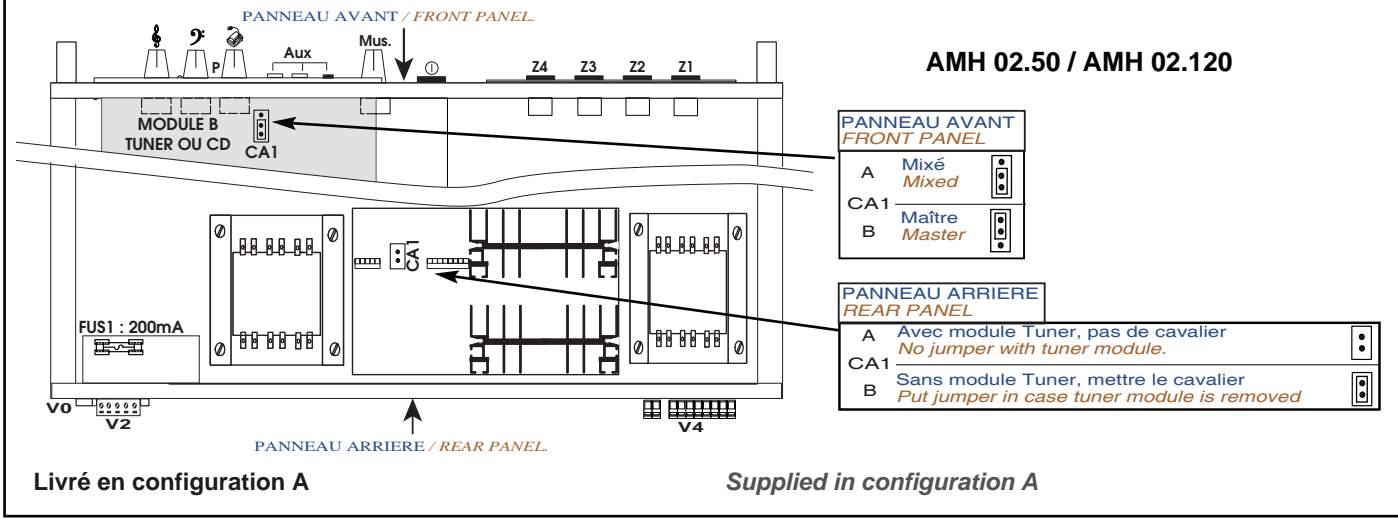 PANNEAU AVANT / FRONT PANEL.
P
Aux
Mus.
Z4 Z3 Z2 Z1
AMH 02.50 / AMH 02.120
MODULE B
TUNER OU CD
CA1
PANNEAU AVANT
FRONT PANEL
A Mixé
Mixed
CA1
Maître
B Master
CA1
PANNEAU ARRIERE
REAR PANEL
A Avec module Tuner, pas de cavalier
No jumper with tuner module.
CA1
B Sans module Tuner, mettre le cavalier
Put jumper in case tuner module is removed
FUS1 : 200mA
V0
V2
V4
PANNEAU ARRIERE / REAR PANEL.
Livré en configuration A
Supplied in configuration A